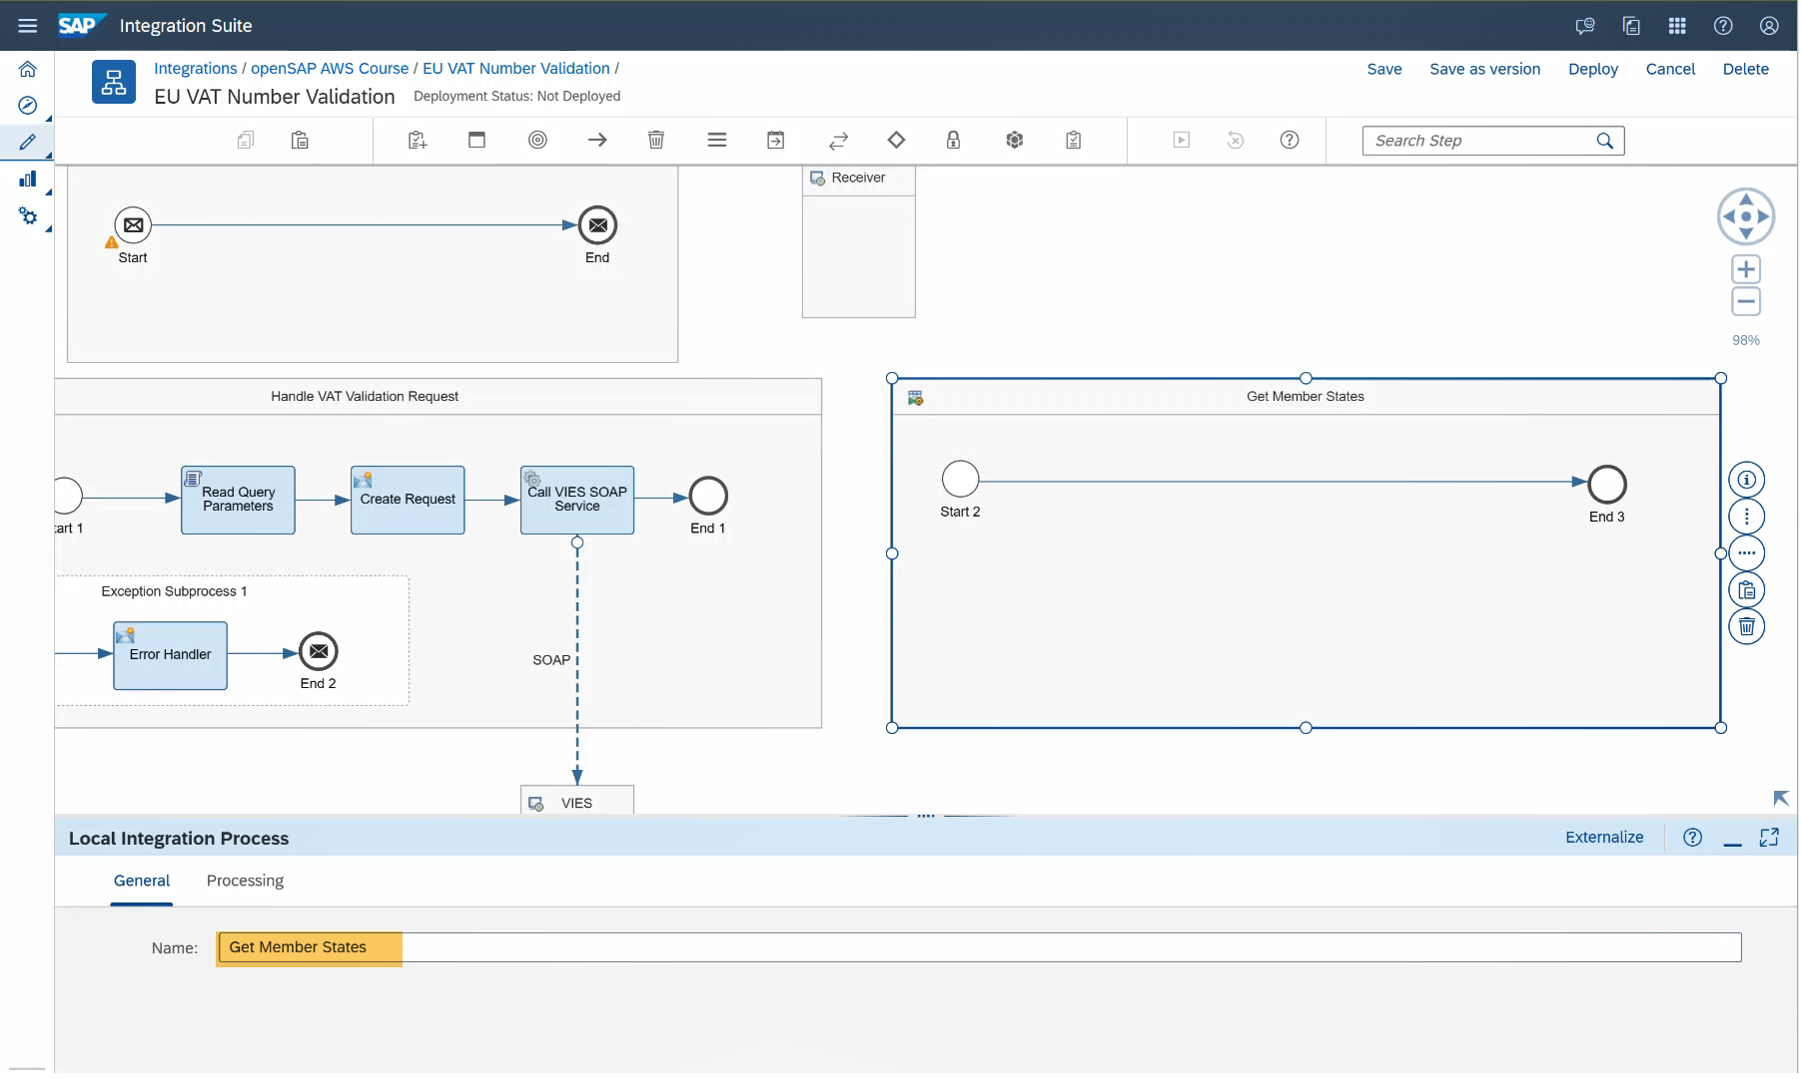 SAP Integration Suite
Integrations / openSAP AWS Course / EU VAT Number Validation /
Save Save as version Deploy Cancel Delete
EU VAT Number Validation Deployment Status: Not Deployed
Search Step
Receiver
Start
End
98%
Handle VAT Validation Request
Get Member States
Read Query
Parameters
Create Request
Call VIES SOAP
Service
art 1
End 1
Start 2
End 3
Exception Subprocess 1
Error Handler
End 2
SOAP
VIES
Local Integration Process
Externalize
General Processing
Name: Get Member States